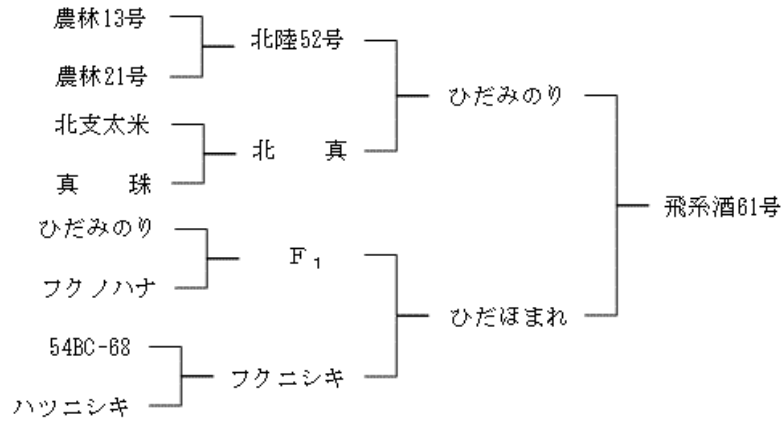 農林13号
北陸52号
農林21号
ひだみのり
北支太米
北 真
真 珠
飛系酒61号
ひだみのり
F₁
フクノハナ
ひだほまれ
54BC-68
フクニシキ
ハツニシキ